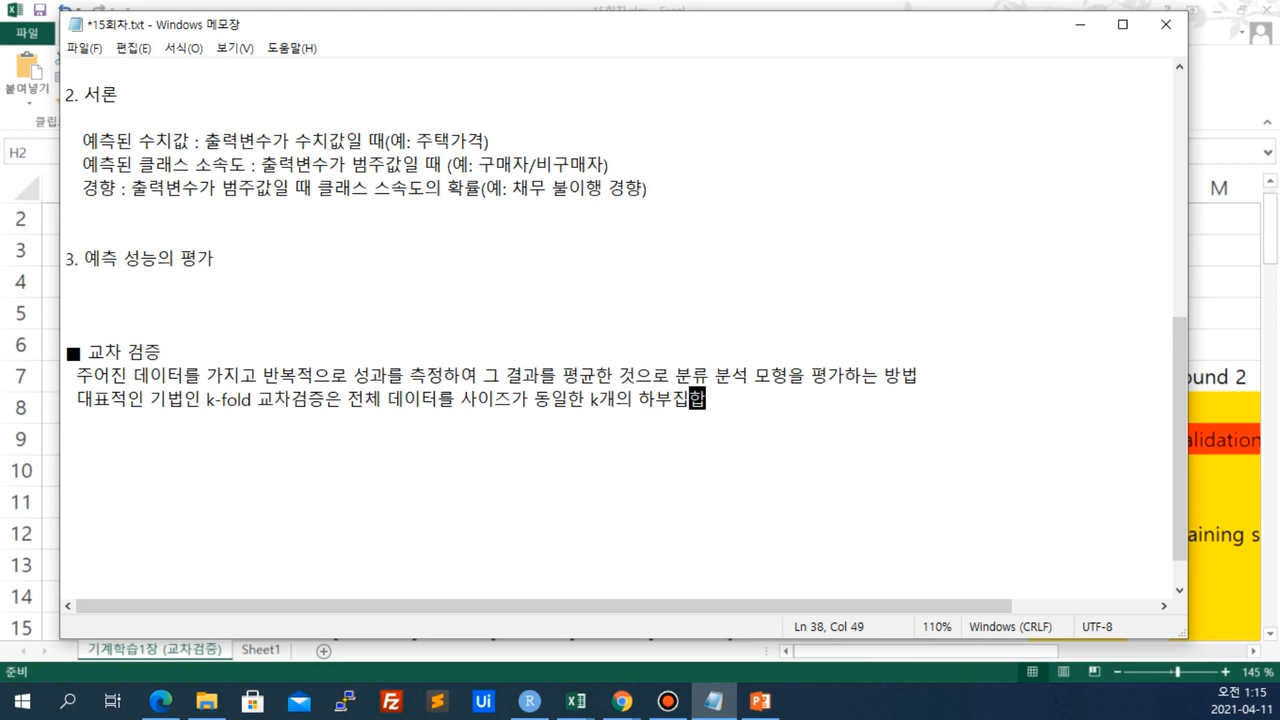 *15회차.txt - Windows 메모장
파일
파일(F) 편집(E) 서식(O) 보기(V) 도움말(H)
붙여넣기
2. 서론
예측된 수치값 : 출력변수가 수치값일 때(예: 주택가격)
예측된 클래스 소속도 : 출력변수가 범주값일 때 (예: 구매자/비구매자)
경향 : 출력변수가 범주값일 때 클래스 스속도의 확률(예: 채무 불이행 경향)
3. 예측 성능의 평가
■ 교차 검증
주어진 데이터를 가지고 반복적으로 성과를 측정하여 그 결과를 평균한 것으로 분류 분석 모형을 평가하는 방법
대표적인 기법인 k-fold 교차검증은 전체 데이터를 사이즈가 동일한 k개의 하부집합
H2
M
2
3
4
5
6
7 ound 2
8
9 alidation
10
11
12 aining s
13
14
15
Ln 38, Col 49 110% Windows (CRLF) UTF-8
기계학습1장 (교차검증) Sheet1
준비 145 %
오전 1:15
2021-04-11